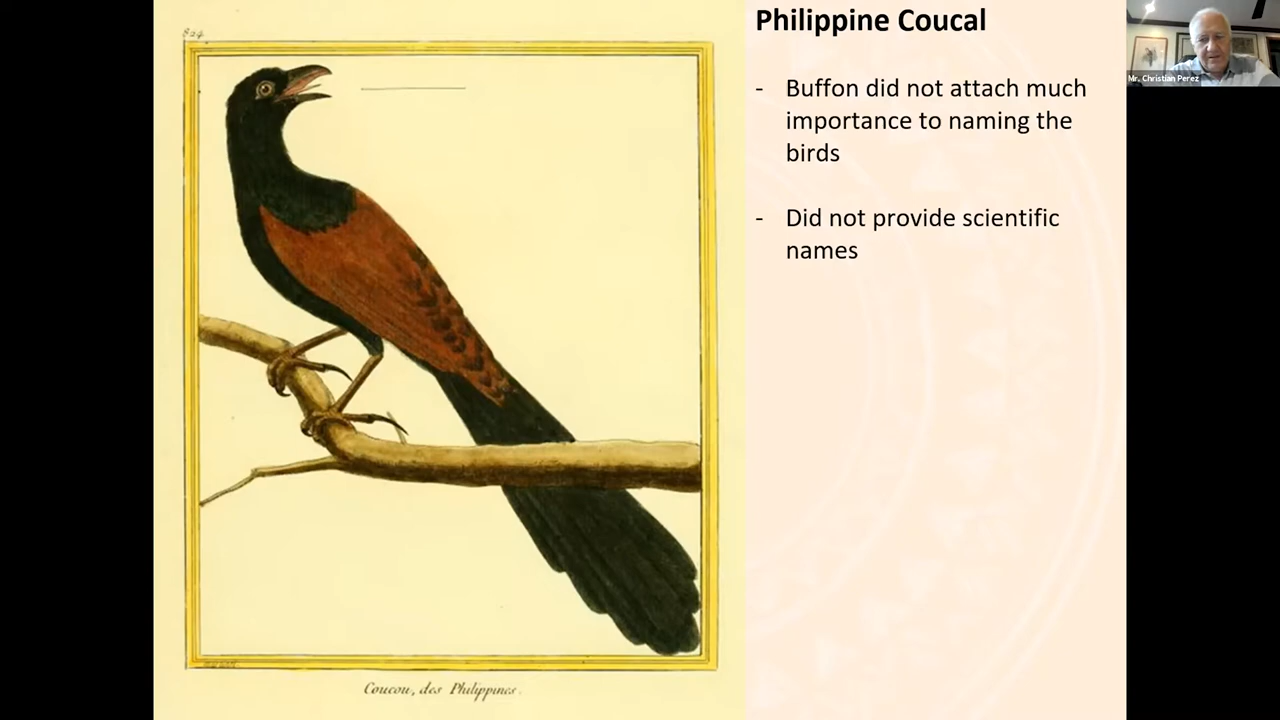 824
Philippine Coucal
- Buffon did not attach much
importance to naming the
birds
- Did not provide scientific
names
Coucou, des Philippines.
Mr. Christian Perez